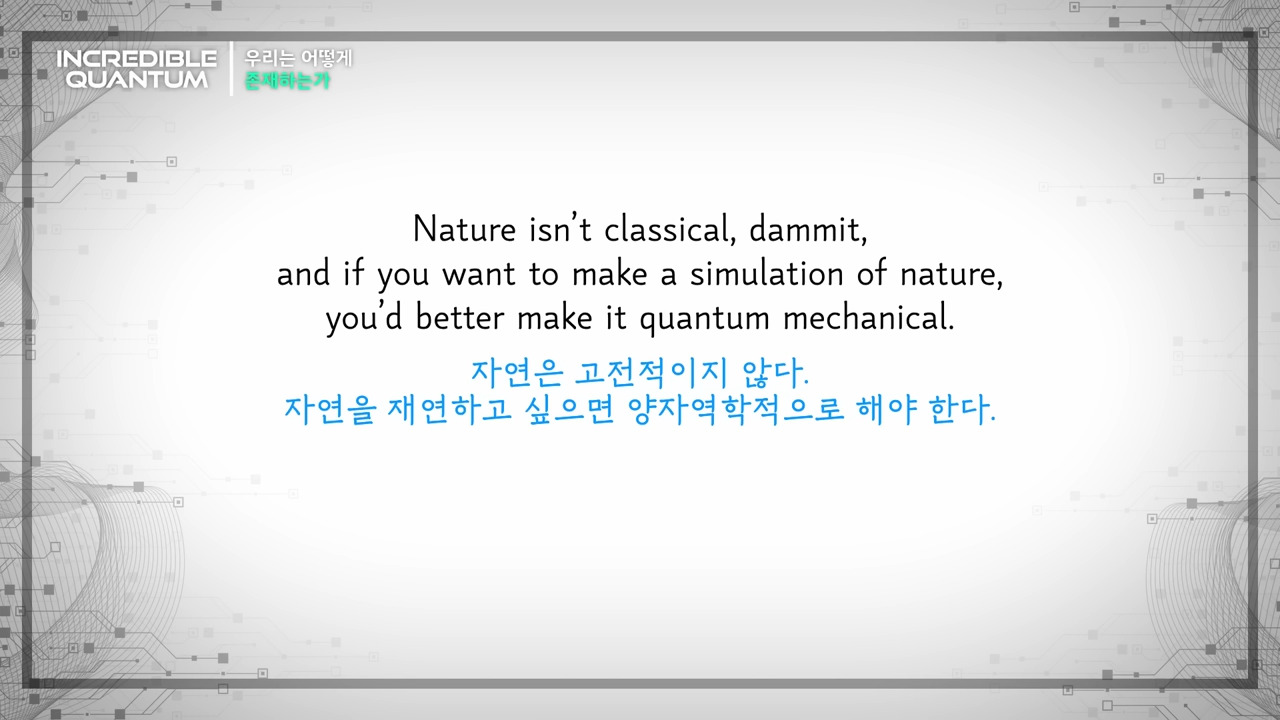 INCREDIBLE
QUANTUM
우리는 어떻게
존재하는가
Nature isn’t classical, dammit,
and if you want to make a simulation of nature,
you’d better make it quantum mechanical.
자연은 고전적이지 않다.
자연을 재연하고 싶으면 양자역학적으로 해야 한다.